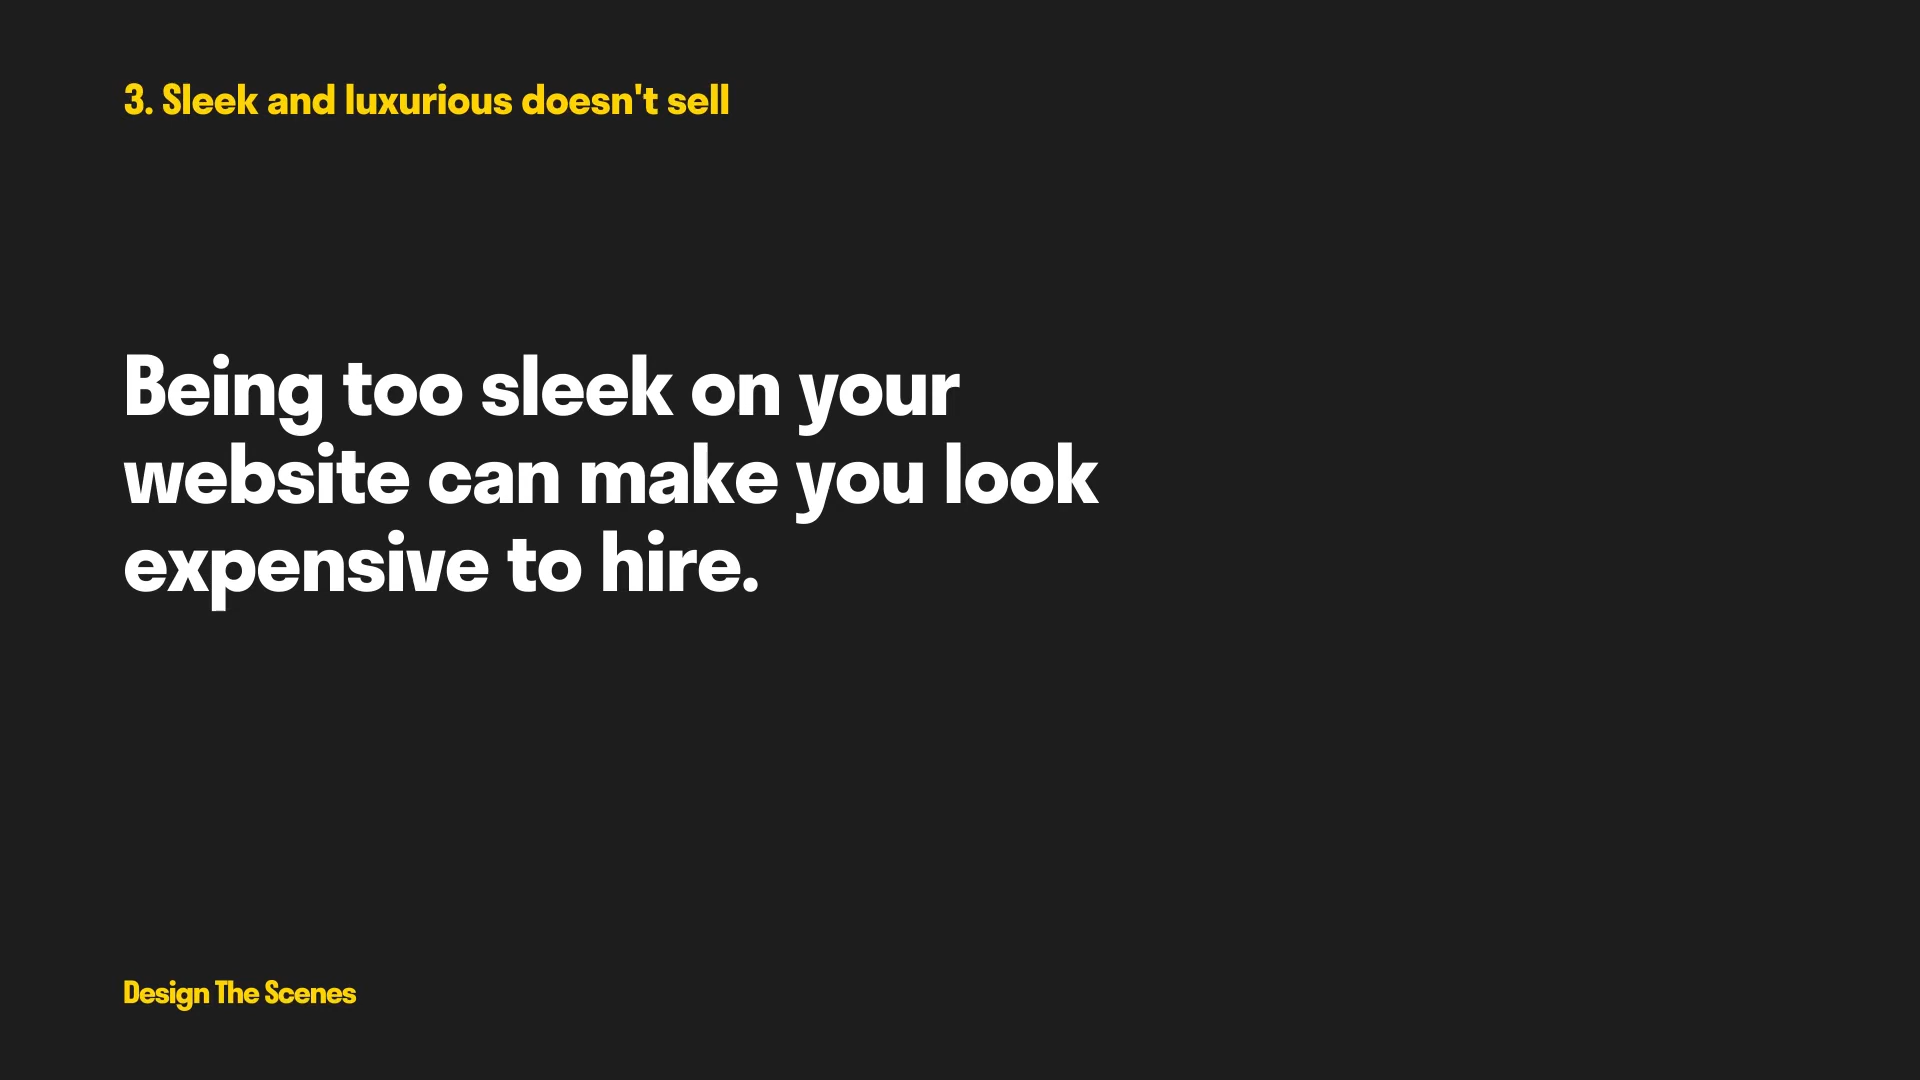 3. Sleek and luxurious doesn't sell
Being too sleek on your
website can make you look
expensive to hire.
Design The Scenes